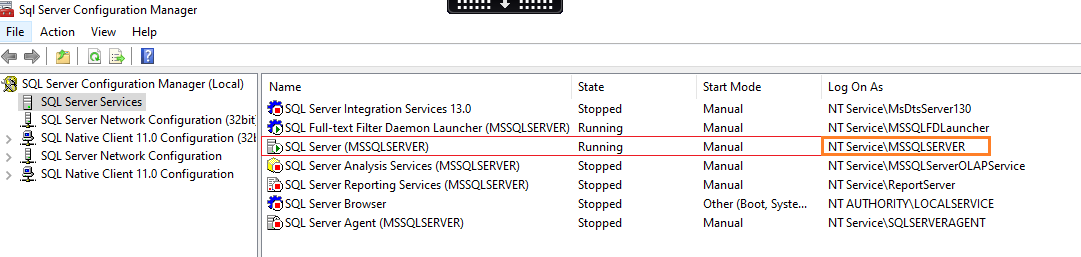 Sql Server Configuration Manager
File Action View Help
SQL Server Configuration Manager (Local)
SQL Server Services
SQL Server Network Configuration (32bit)
SQL Native Client 11.0 Configuration (32b
SQL Server Network Configuration
SQL Native Client 11.0 Configuration
Name State Start Mode Log On As
SQL Server Integration Services 13.0 Stopped Manual NT Service\MsDtsServer130
SQL Full-text Filter Daemon Launcher (MSSQLSERVER) Running Manual NT Service\MSSQLFDLauncher
SQL Server (MSSQLSERVER) Running Manual NT Service\MSSQLSERVER
SQL Server Analysis Services (MSSQLSERVER) Stopped Manual NT Service\MSSQLServerOLAPService
SQL Server Reporting Services (MSSQLSERVER) Stopped Manual NT Service\ReportServer
SQL Server Browser Stopped Other (Boot, Syste... NT AUTHORITY\LOCALSERVICE
SQL Server Agent (MSSQLSERVER) Stopped Manual NT Service\SQLSERVERAGENT